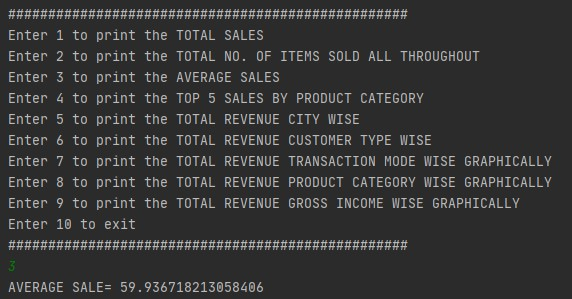 ##################################################
Enter 1 to print the TOTAL SALES
Enter 2 to print the TOTAL NO. OF ITEMS SOLD ALL THROUGHOUT
Enter 3 to print the AVERAGE SALES
Enter 4 to print the TOP 5 SALES BY PRODUCT CATEGORY
Enter 5 to print the TOTAL REVENUE CITY WISE
Enter 6 to print the TOTAL REVENUE CUSTOMER TYPE WISE
Enter 7 to print the TOTAL REVENUE TRANSACTION MODE WISE GRAPHICALLY
Enter 8 to print the TOTAL REVENUE PRODUCT CATEGORY WISE GRAPHICALLY
Enter 9 to print the TOTAL REVENUE GROSS INCOME WISE GRAPHICALLY
Enter 10 to exit
##################################################
3
AVERAGE SALE= 59.936718213058406